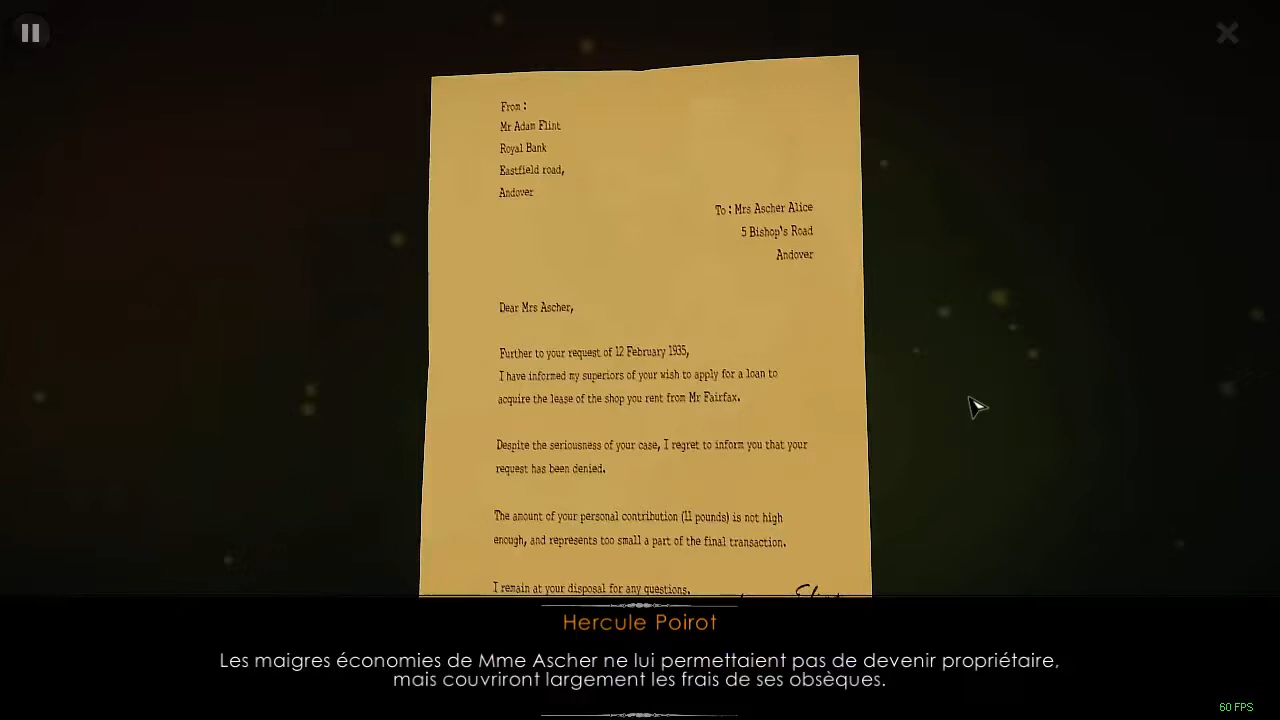 From :
Mr Adam Flint
Royal Bank
Eastfield road,
Andover
To : Mrs Ascher Alice
5 Bishop's Road
Andover
Dear Mrs Ascher,
Further to your request of 12 February 1935,
I have informed my superiors of your wish to apply for a loan to
acquire the lease of the shop you rent from Mr Fairfax.
Despite the seriousness of your case, I regret to inform you that your
request has been denied.
The amount of your personal contribution (11 pounds) is not high
enough, and represents too small a part of the final transaction.
I remain at your disposal for any questions.
Hercule Poirot
Les maigres économies de Mme Ascher ne lui permettaient pas de devenir propriétaire,
mais couvriront largement les frais de ses obsèques.
60 FPS